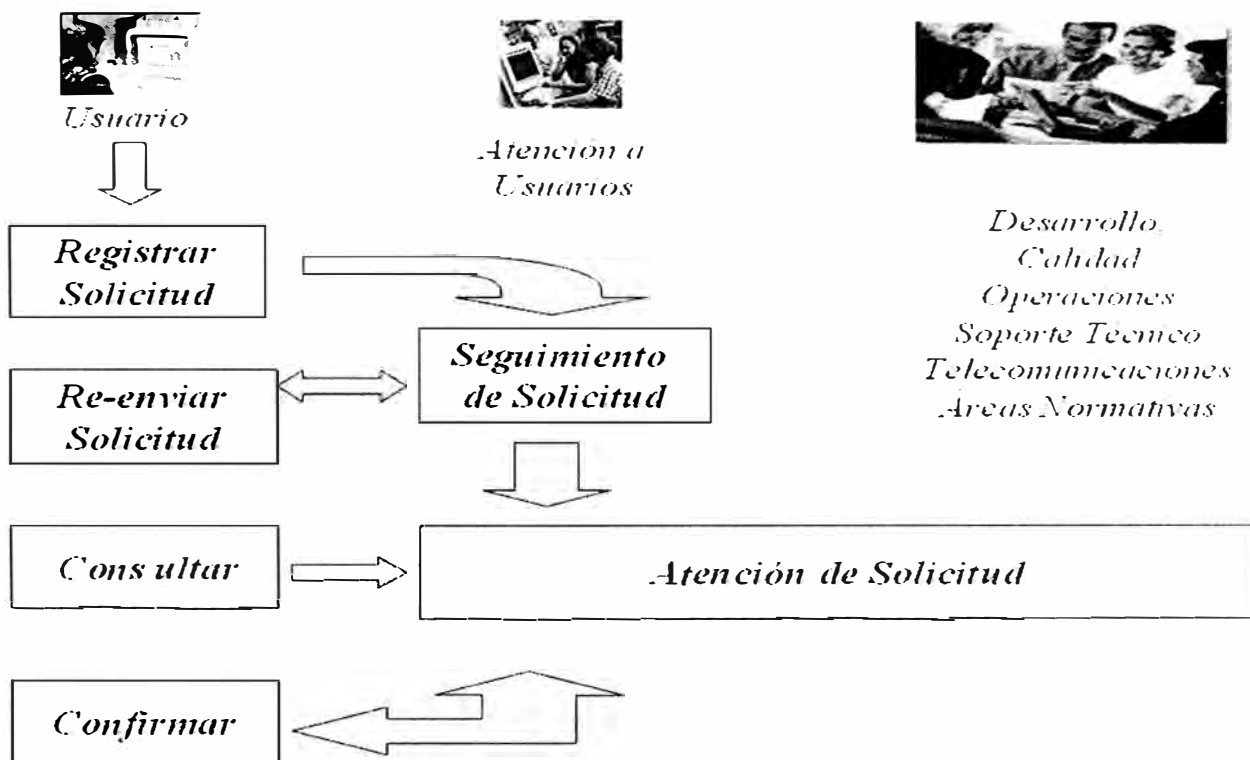 Usuario
Atención a
Usuarios
Desarrollo
Calidad
Operaciones
Soporte Técnico
Telecomunicaciones
Áreas Normativas
Registrar
Solicitud
Seguimiento
de Solicitud
Re-enviar
Solicitud
Consultar
Atención de Solicitud
Confirmar